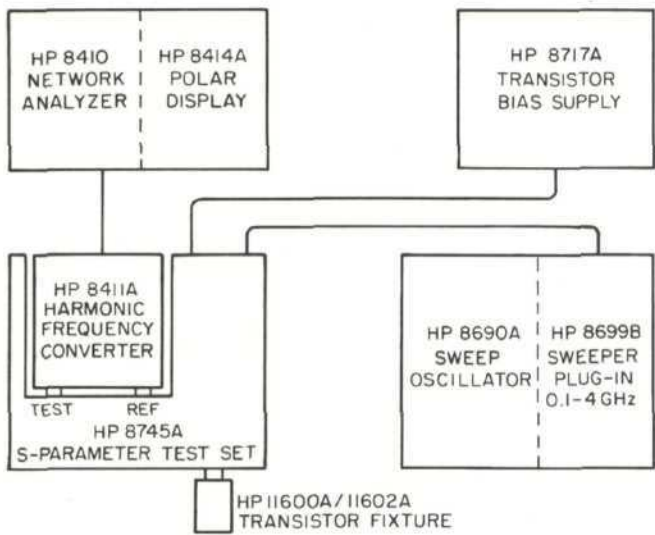 HP 8410
NETWORK
ANALYZER
HP 8414A
POLAR
DISPLAY
HP 8717A
TRANSISTOR
BIAS SUPPLY
HP 8411A
HARMONIC
FREQUENCY
CONVERTER
TEST
REF
HP 8745A
S-PARAMETER TEST SET
HP 8690A
SWEEP
OSCILLATOR
HP 8699B
SWEEPER
PLUG-IN
0.1-4 GHz
HP11600A/11602A
TRANSISTOR FIXTURE